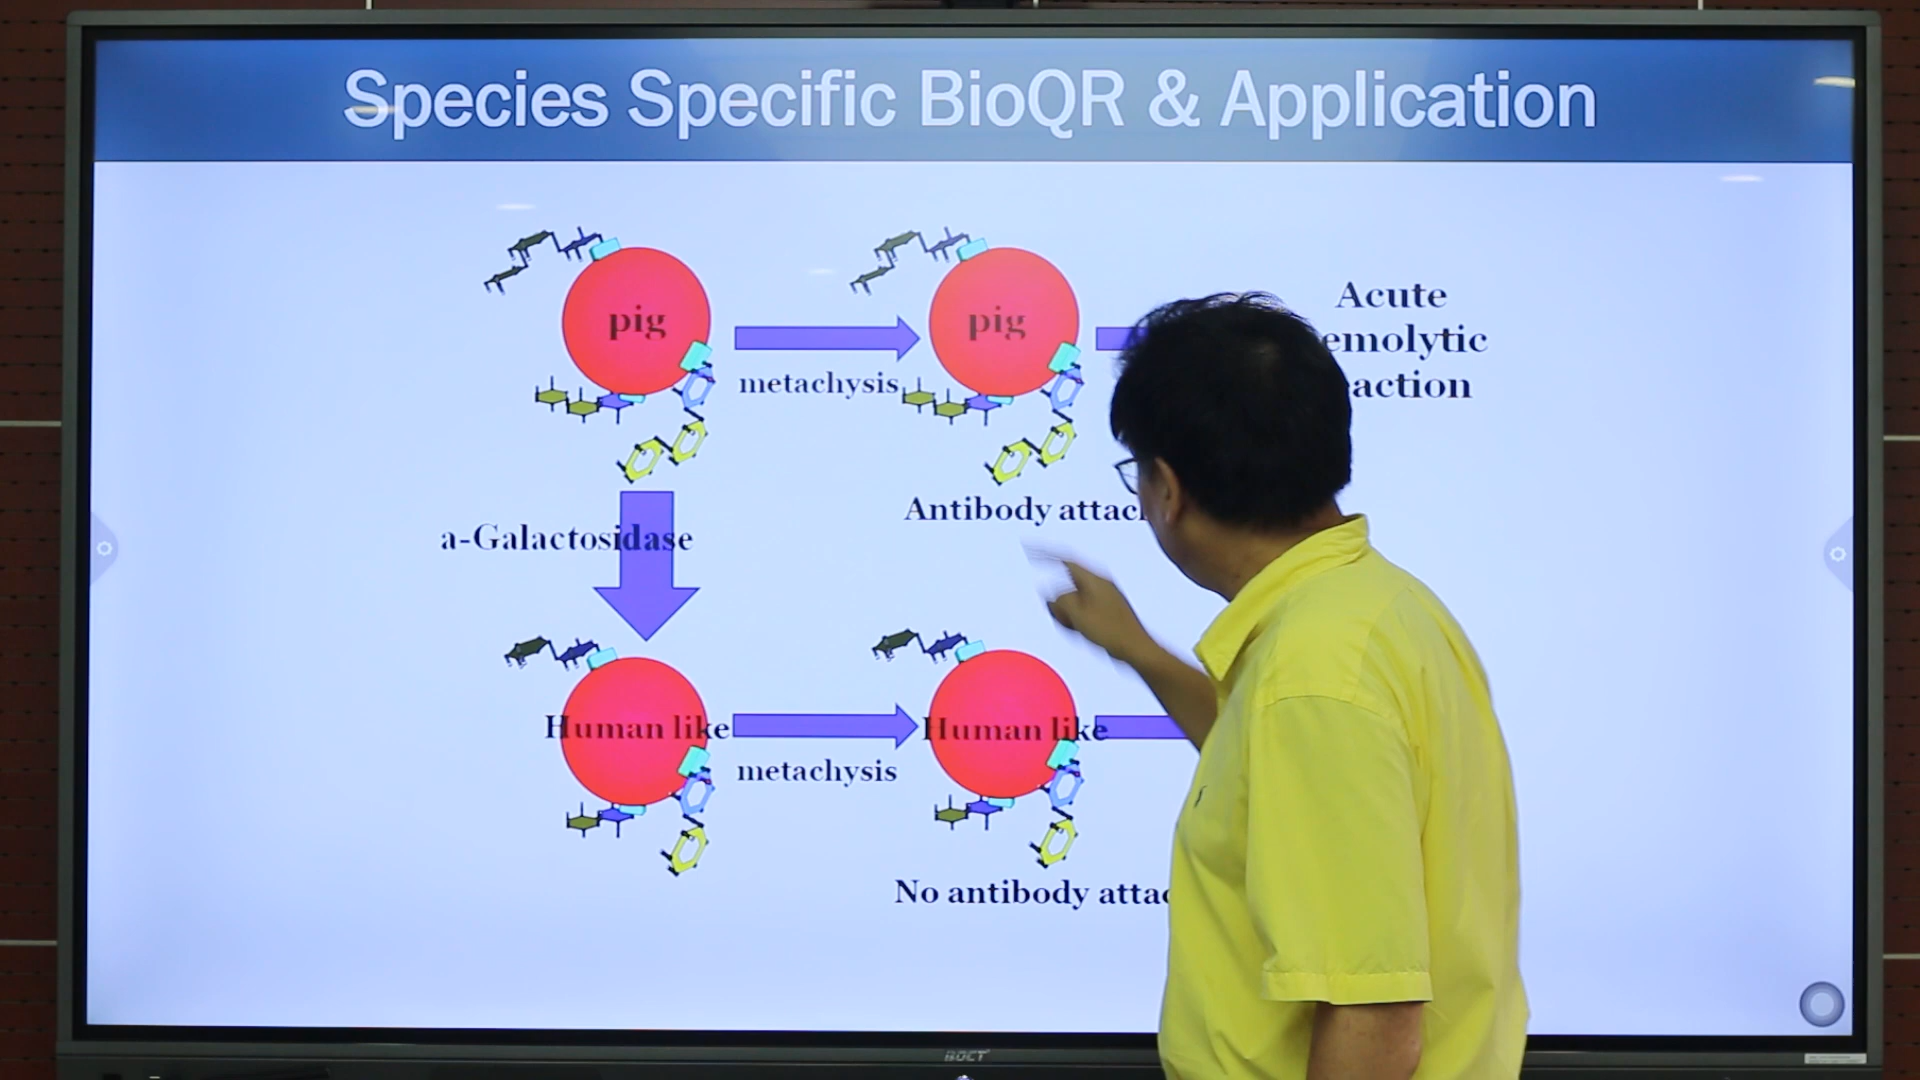 Species Specific BioQR & Application
pig
pig
Acute
emolytic
action
metachysis
Antibody attac
a-Galactosidase
Human like
Human like
metachysis
No antibody attac
BOCT